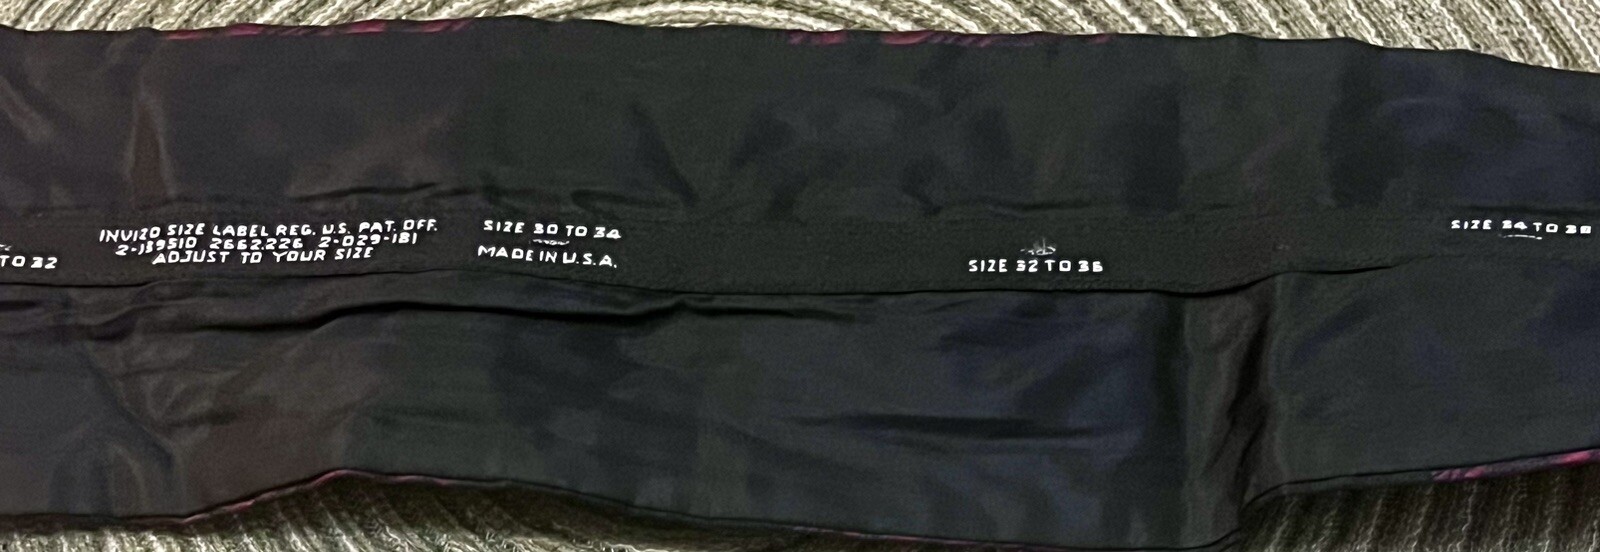 TO 32
INVIZO SIZE LABEL REG. U.S. PAT. OFF.
2-139510 2662.226 2-029-181
ADJUST TO YOUR SIZE
SIZE 30 TO 34
MADE IN U.S.A.
SIZE 32 TO 36
SIZE 34 TO 38